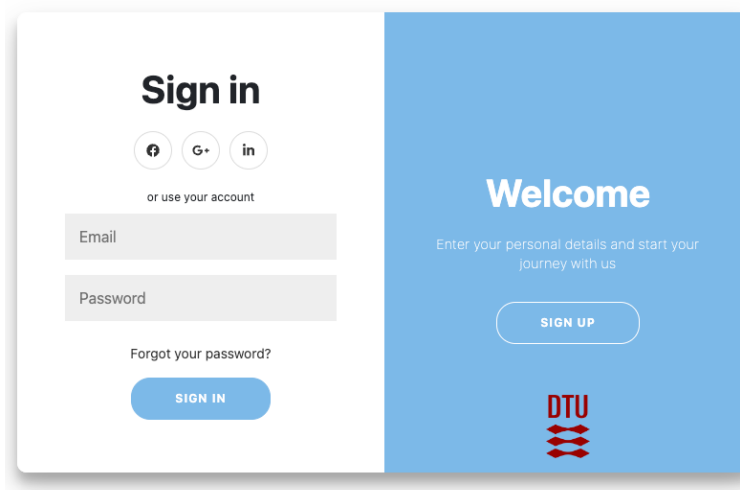 Sign in
G+
in
or use your account
Email
Password
Forgot your password?
SIGN IN
Welcome
Enter your personal details and start your
journey with us
SIGN UP
DTU